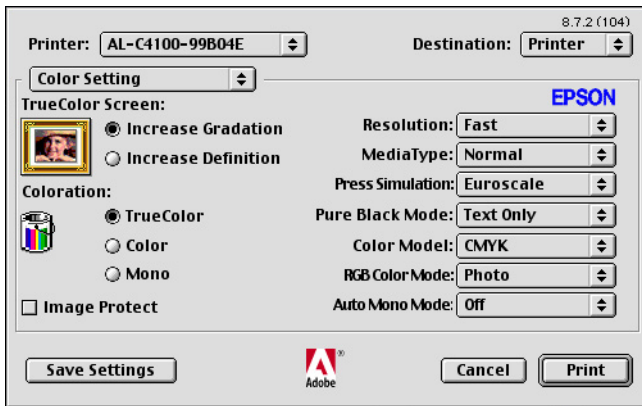 8.7.2 (104)
Printer: AL-C4100-99B04E Destination: Printer
Color Setting
EPSON
TrueColor Screen:
Increase Gradation
Increase Definition
Coloration:
TrueColor
Color
Mono
Image Protect
Resolution: Fast
MediaType: Normal
Press Simulation: Euroscale
Pure Black Mode: Text Only
Color Model: CMYK
RGB Color Mode: Photo
Auto Mono Mode: Off
Save Settings
Adobe
®
Cancel Print